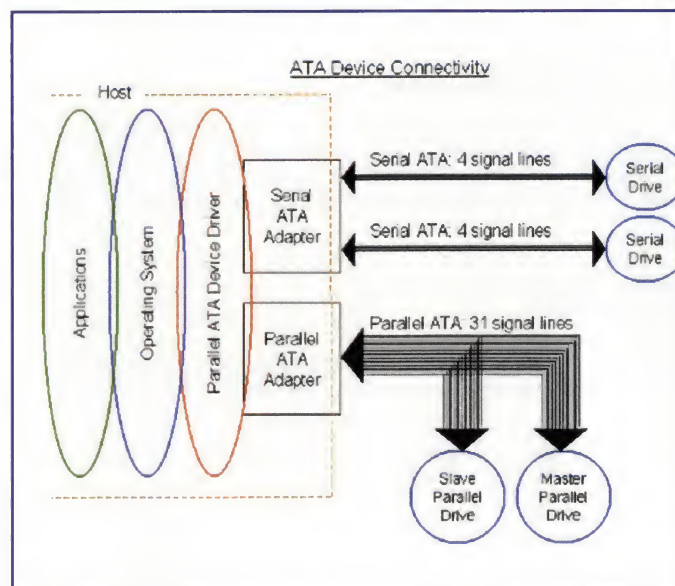 ATA Device Connectivity
Host
Applications
Operating System
Parallel ATA Device Driver
Serial
ATA
Adapter
Serial ATA: 4 signal lines
Serial
Drive
Serial ATA: 4 signal lines
Serial
Drive
Parallel
ATA
Adapter
Parallel ATA: 31 signal lines
Slave
Parallel
Drive
Master
Parallel
Drive